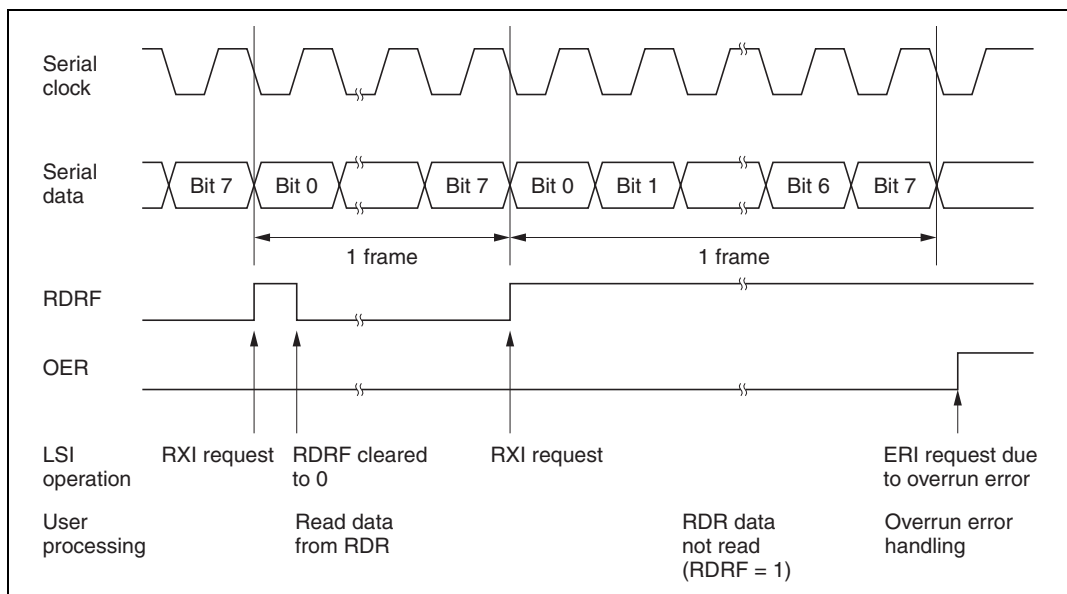 Serial
clock
Serial
data
Bit 7 Bit 0 Bit 7 Bit 0 Bit 1 Bit 6 Bit 7
1 frame 1 frame
RDRF
OER
LSI
operation
RXI request
RDRF cleared
to 0
RXI request
ERI request due
to overrun error
User
processing
Read data
from RDR
RDR data
not read
(RDRF = 1)
Overrun error
handling